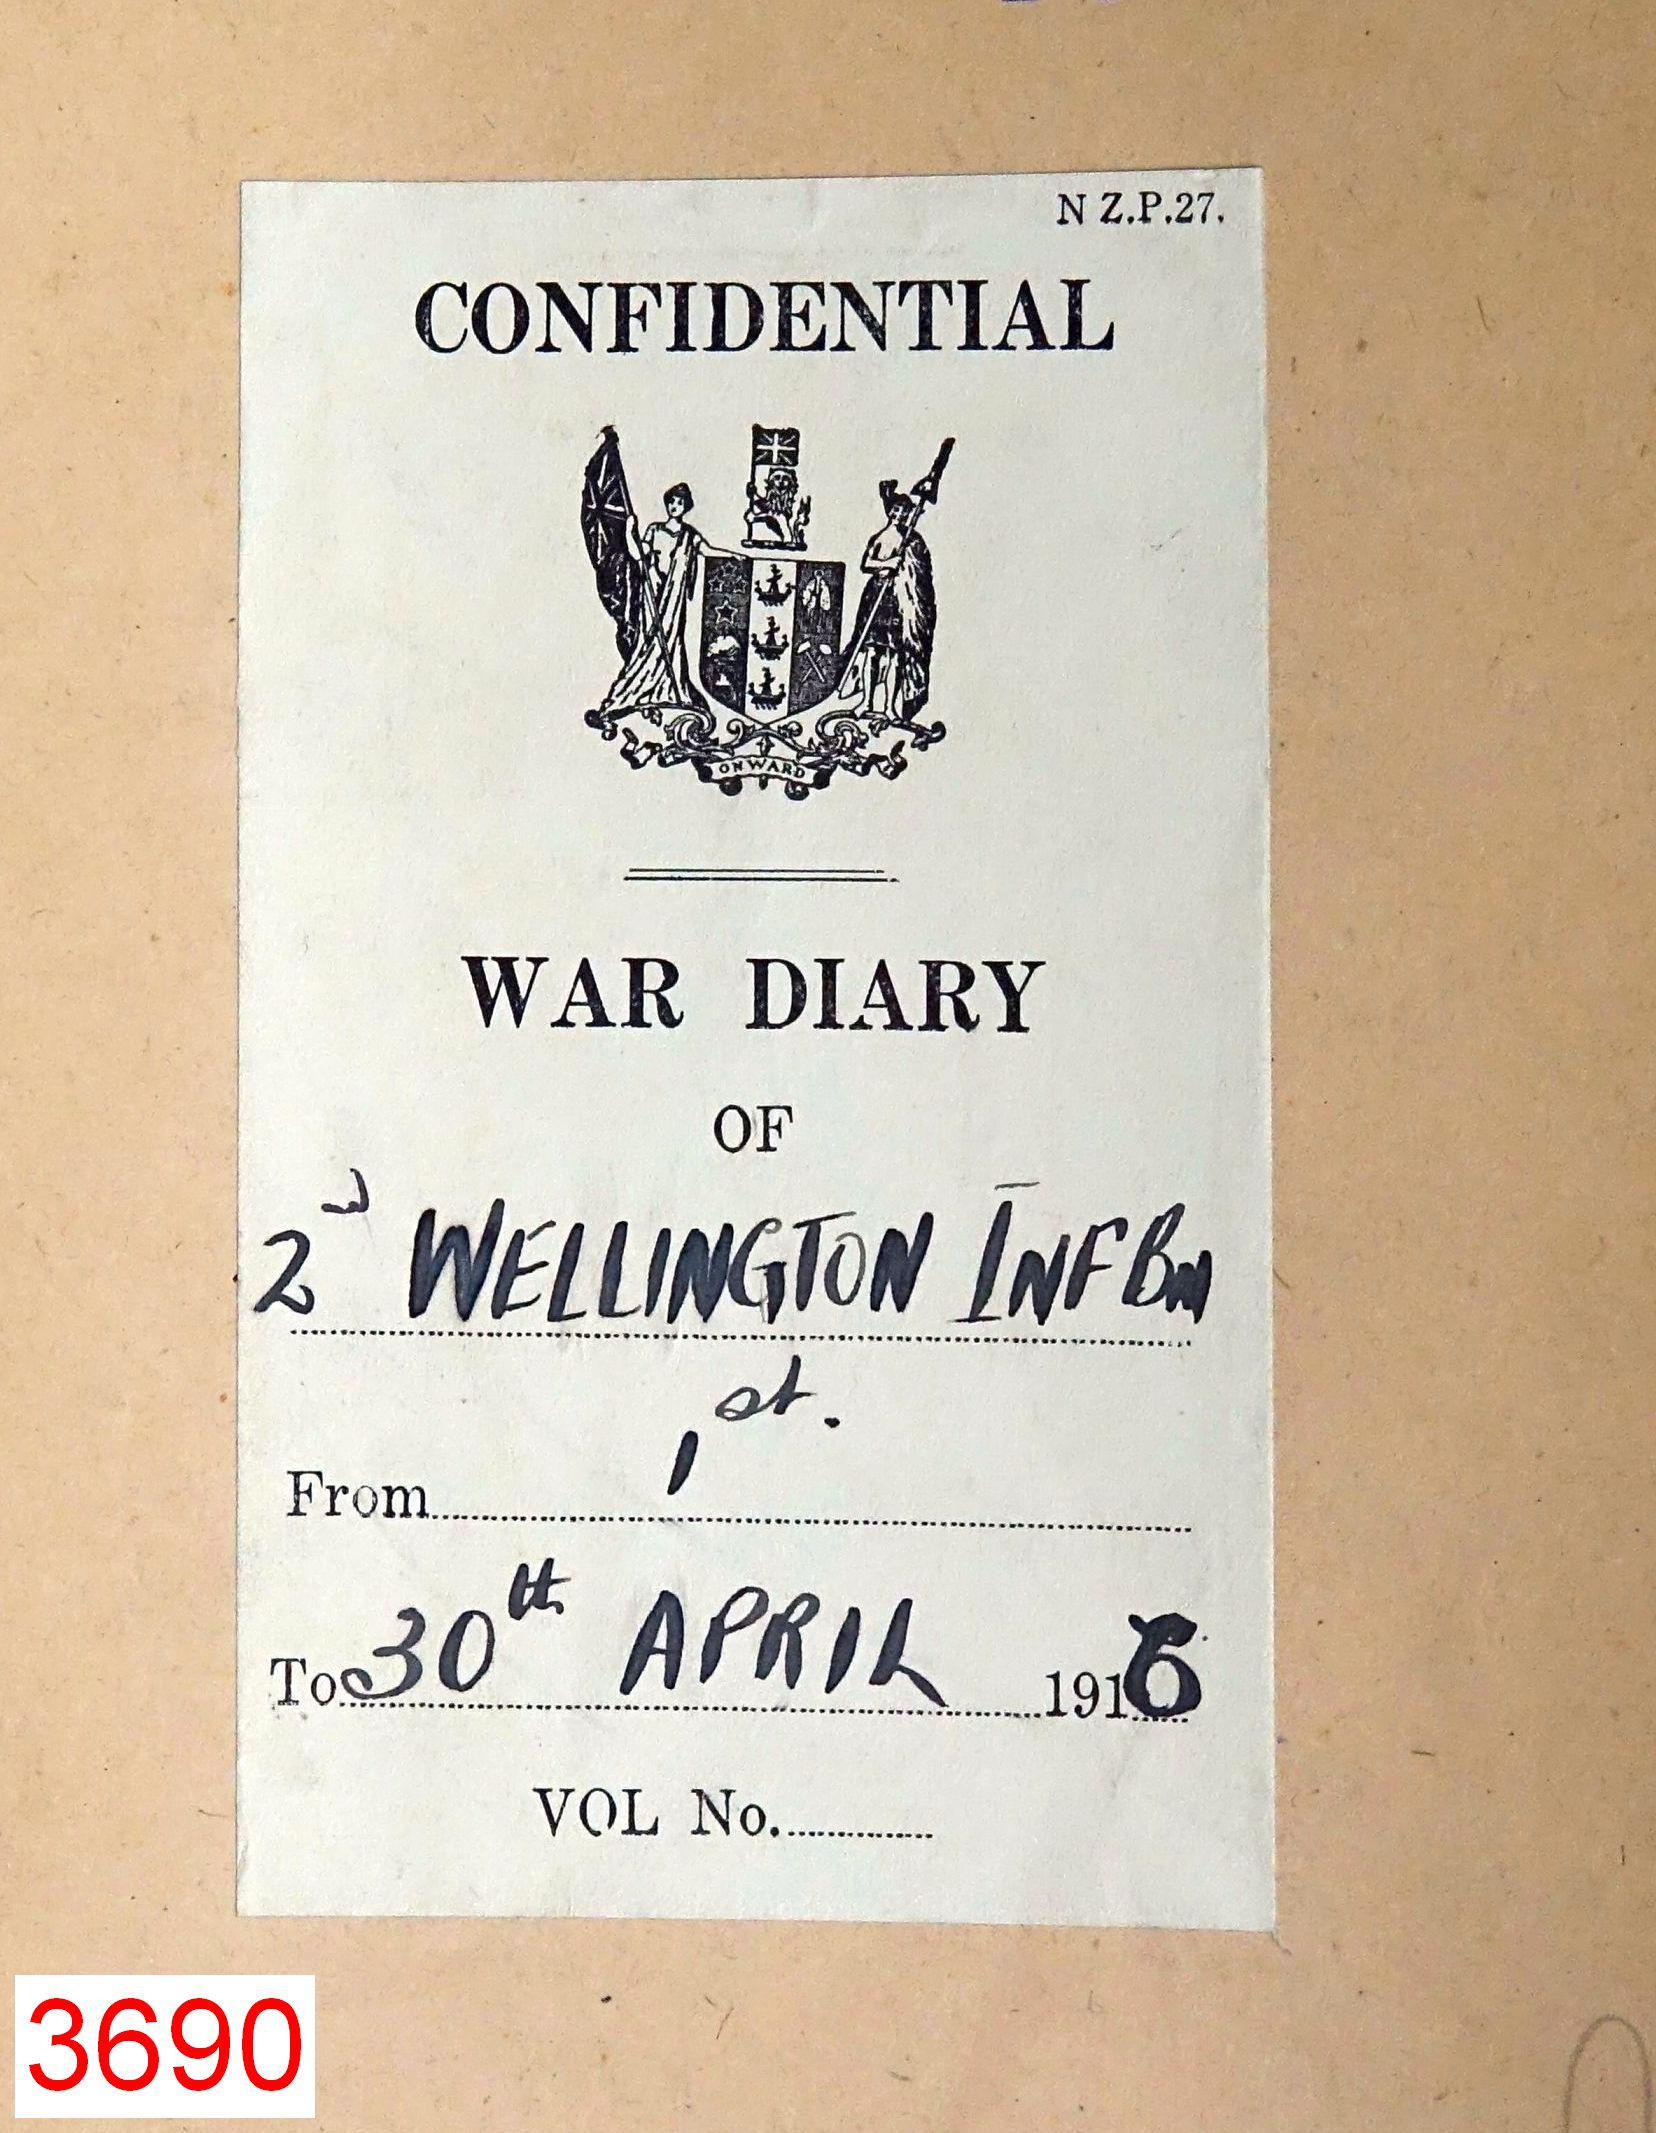 N Z.P.27.
CONFIDENTIAL
ONWARD
WAR DIARY
OF
2nd WELLINGTON INF Bn
From 1st.
To 30th APRIL 1916
VOL No.
3690